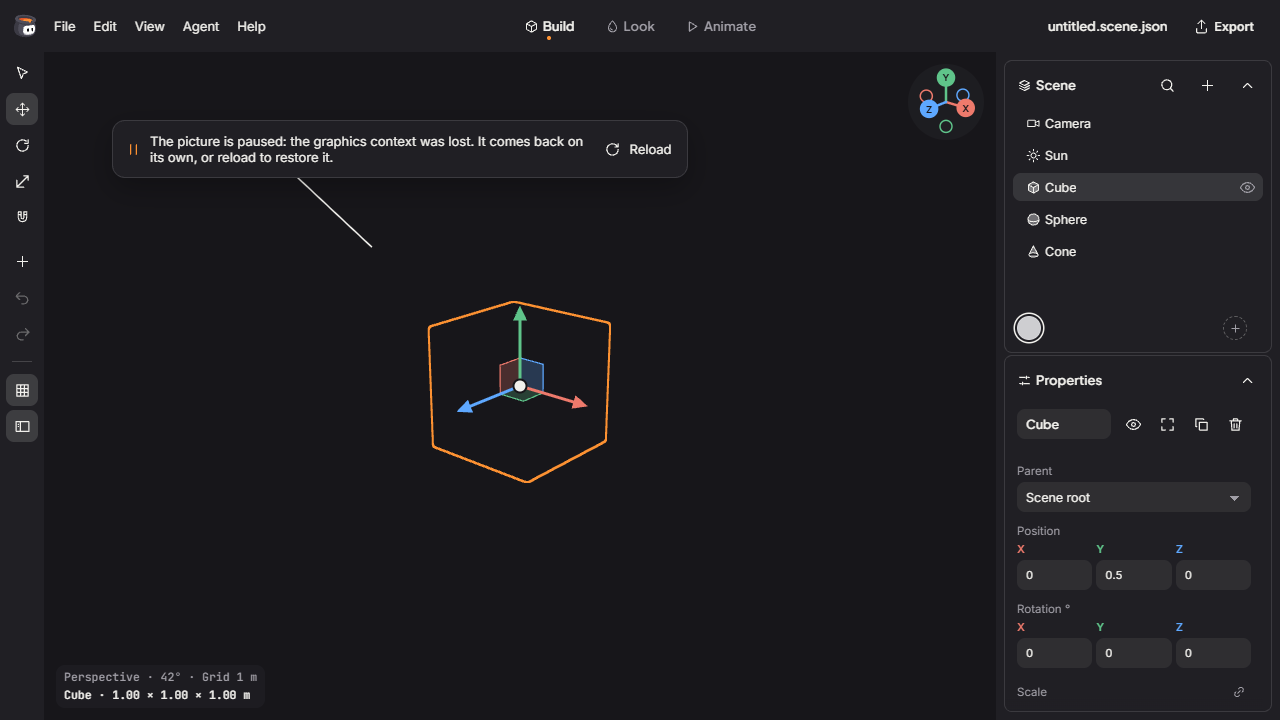 File Edit View Agent Help
Build Look Animate
untitled.scene.json Export
The picture is paused: the graphics context was lost. It comes back on
its own, or reload to restore it.
Reload
Y
Z
X
Scene
Camera
Sun
Cube
Sphere
Cone
Properties
Cube
Parent
Scene root
Position
X Y Z
0 0.5 0
Rotation °
X Y Z
0 0 0
Scale
Perspective · 42° · Grid 1 m
Cube · 1.00 × 1.00 × 1.00 m